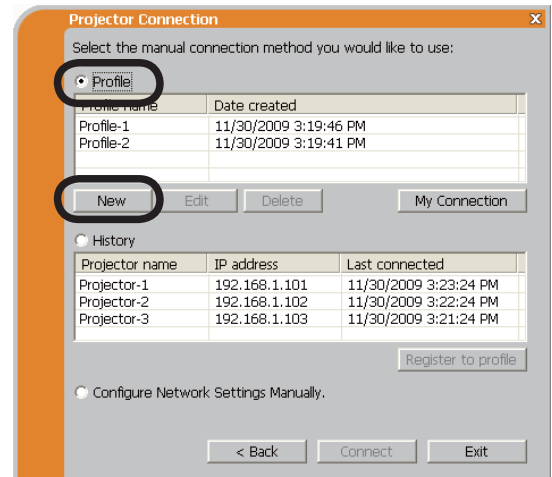 Projector Connection X
Select the manual connection method you would like to use:
Profile
Profile name Date created
Profile-1 11/30/2009 3:19:46 PM
Profile-2 11/30/2009 3:19:41 PM
New Edit Delete My Connection
History
Projector name IP address Last connected
Projector-1 192.168.1.101 11/30/2009 3:23:24 PM
Projector-2 192.168.1.102 11/30/2009 3:22:24 PM
Projector-3 192.168.1.103 11/30/2009 3:21:24 PM
Register to profile
Configure Network Settings Manually.
< Back Connect Exit